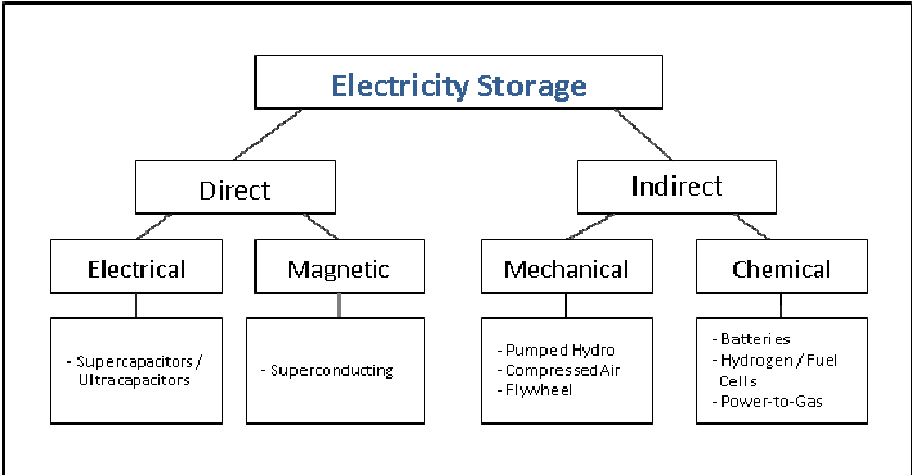 Electricity Storage
Direct
Indirect
Electrical
Magnetic
Mechanical
Chemical
- Supercapacitors /
Ultracapacitors
- Superconducting
- Pumped Hydro
- Compressed Air
- Flywheel
- Batteries
- Hydrogen / Fuel
Cells
- Power-to-Gas